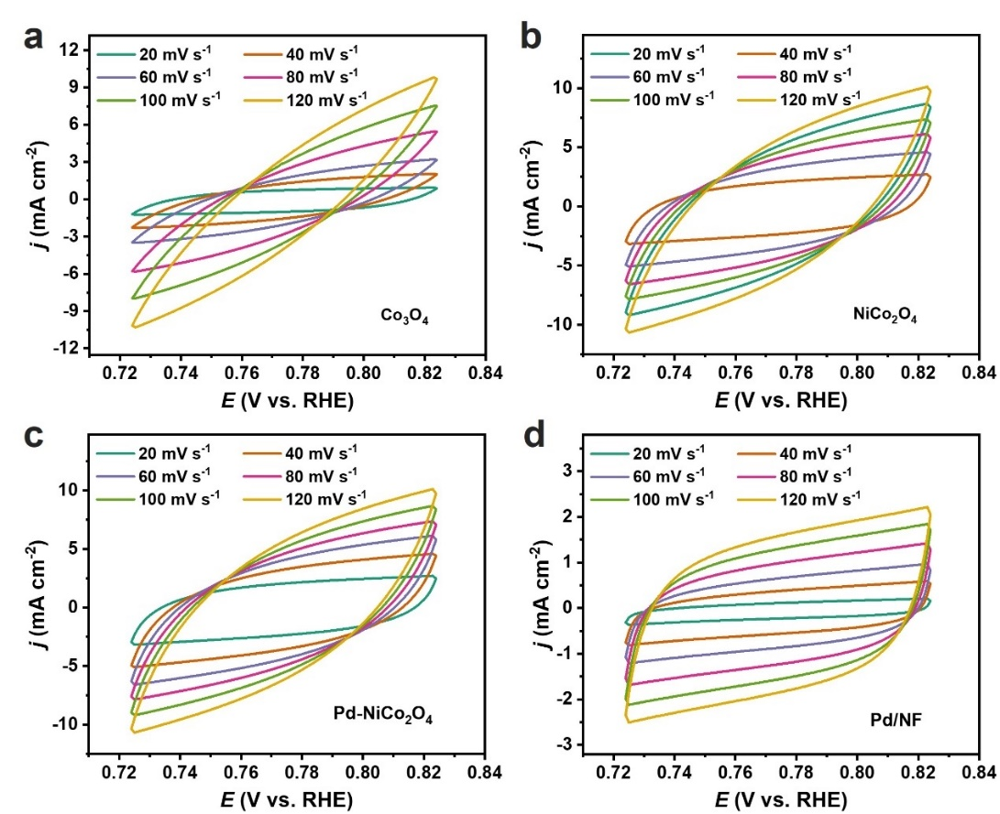 a
20 mV s⁻¹ 40 mV s⁻¹
60 mV s⁻¹ 80 mV s⁻¹
100 mV s⁻¹ 120 mV s⁻¹
12
9
6
3
0
-3
-6
-9
-12
j (mA cm⁻²)
Co₃O₄
0.72 0.74 0.76 0.78 0.80 0.82 0.84
E (V vs. RHE)
b
20 mV s⁻¹ 40 mV s⁻¹
60 mV s⁻¹ 80 mV s⁻¹
100 mV s⁻¹ 120 mV s⁻¹
10
5
0
-5
-10
j (mA cm⁻²)
NiCo₂O₄
0.72 0.74 0.76 0.78 0.80 0.82 0.84
E (V vs. RHE)
c
20 mV s⁻¹ 40 mV s⁻¹
60 mV s⁻¹ 80 mV s⁻¹
100 mV s⁻¹ 120 mV s⁻¹
10
5
0
-5
-10
j (mA cm⁻²)
Pd-NiCo₂O₄
0.72 0.74 0.76 0.78 0.80 0.82 0.84
E (V vs. RHE)
d
20 mV s⁻¹ 40 mV s⁻¹
60 mV s⁻¹ 80 mV s⁻¹
100 mV s⁻¹ 120 mV s⁻¹
3
2
1
0
-1
-2
-3
j (mA cm⁻²)
Pd/NF
0.72 0.74 0.76 0.78 0.80 0.82 0.84
E (V vs. RHE)